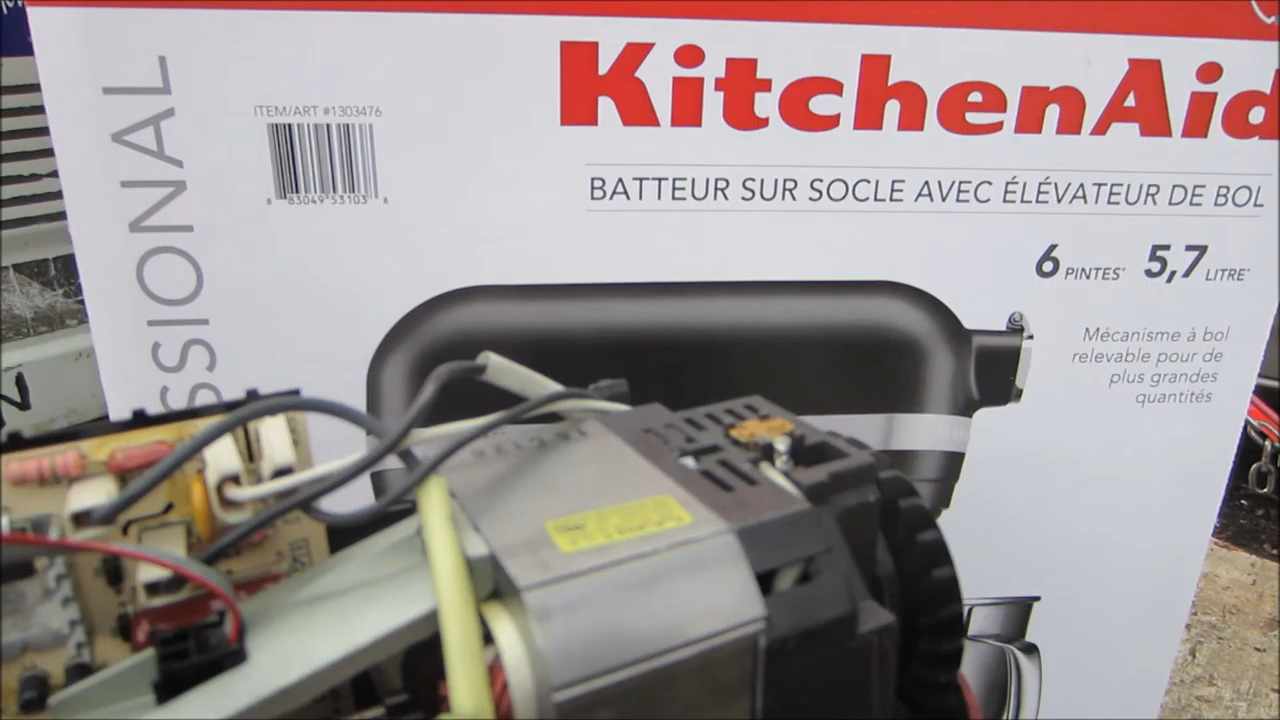 SSIONAL
ITEM/ART #1303476
8 83049 53103 8
KitchenAid
BATTEUR SUR SOCLE AVEC ÉLÉVATEUR DE BOL
6 PINTES* 5,7 LITRE*
Mécanisme à bol
relevable pour de
plus grandes
quantités